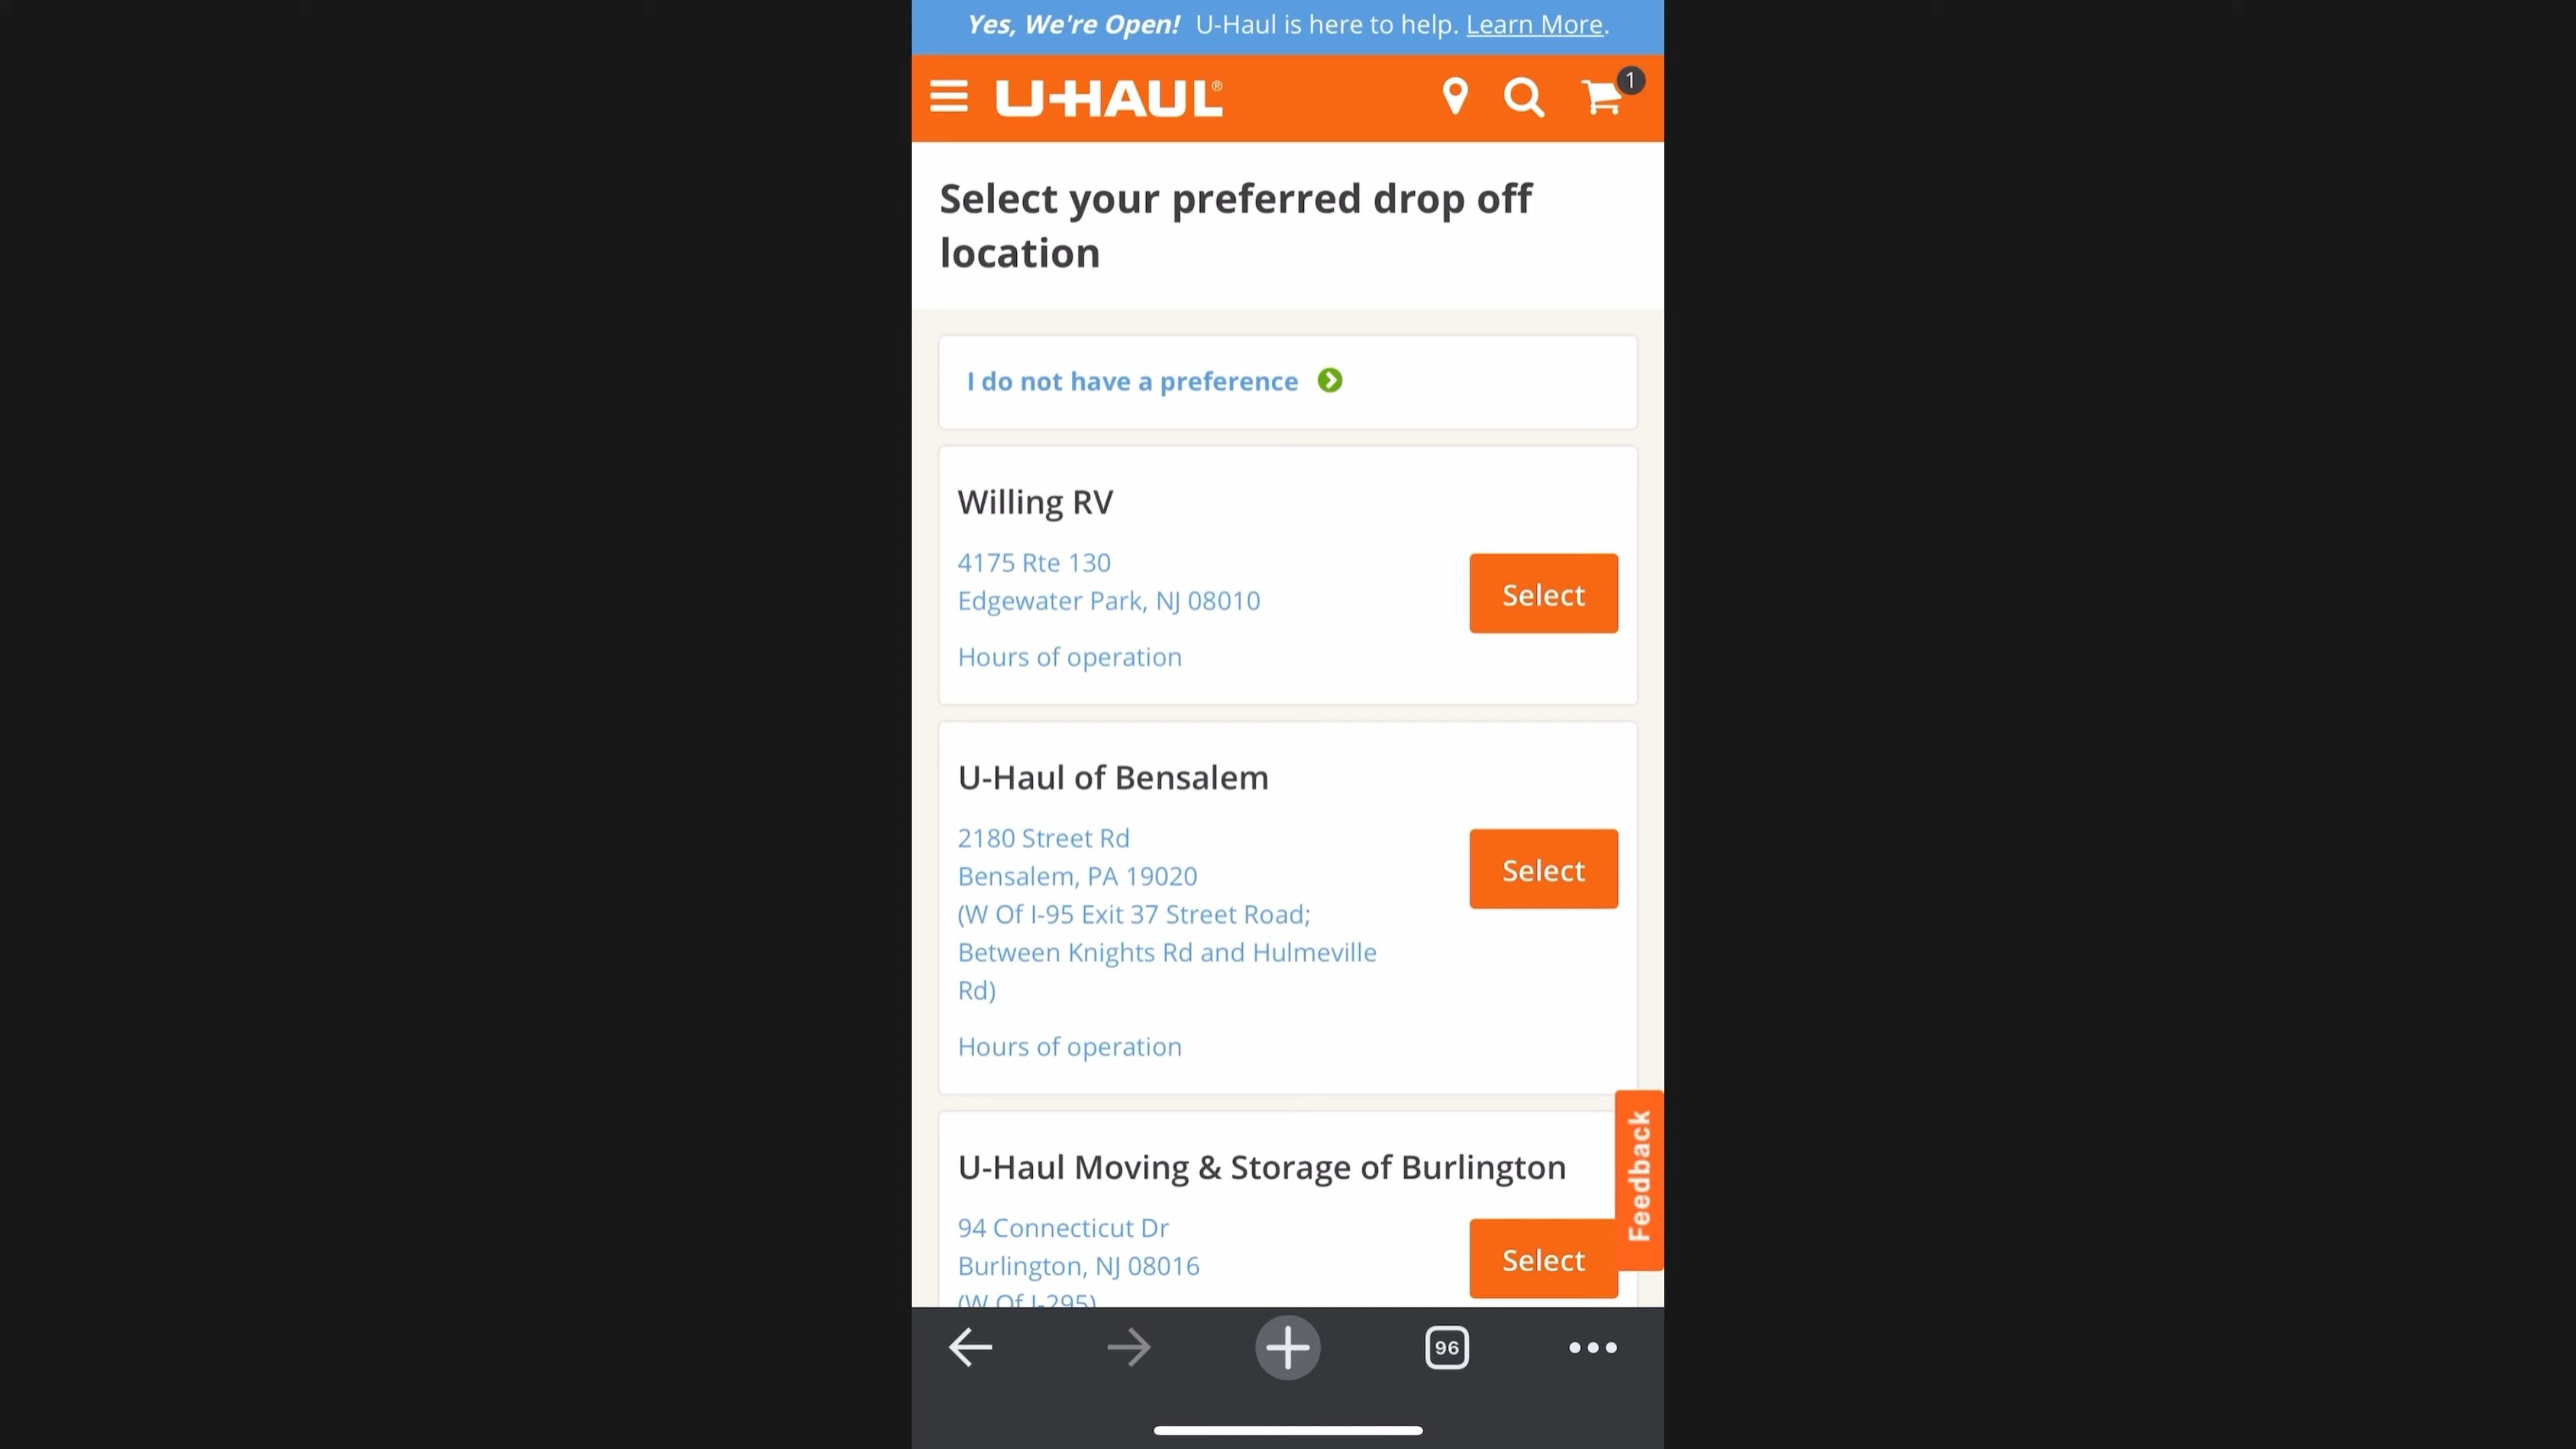 Yes, We're Open! U-Haul is here to help. Learn More.
U-HAUL®
1
Select your preferred drop off
location
I do not have a preference
Willing RV
4175 Rte 130
Edgewater Park, NJ 08010
Select
Hours of operation
U-Haul of Bensalem
2180 Street Rd
Bensalem, PA 19020
Select
(W Of I-95 Exit 37 Street Road;
Between Knights Rd and Hulmeville
Rd)
Hours of operation
Feedback
U-Haul Moving & Storage of Burlington
94 Connecticut Dr
Burlington, NJ 08016
Select
(W Of I-295)
96